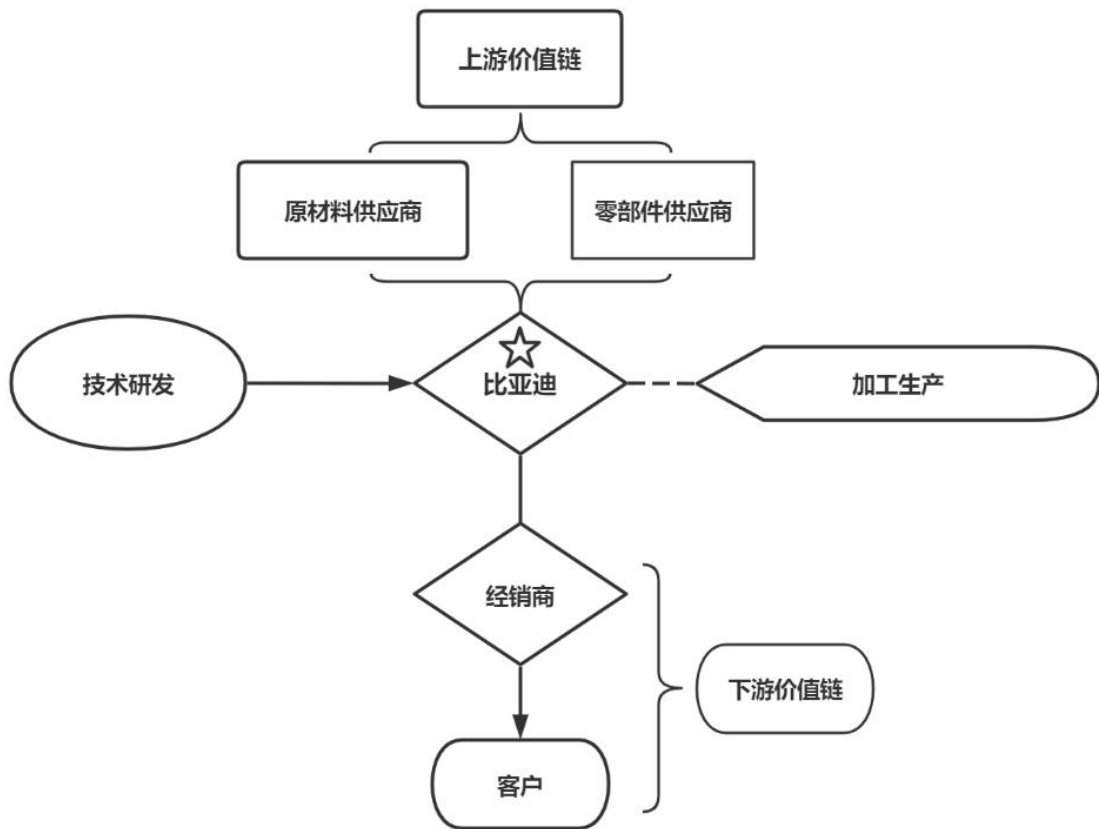 上游价值链
原材料供应商
零部件供应商
技术研发
比亚迪
加工生产
经销商
下游价值链
客户